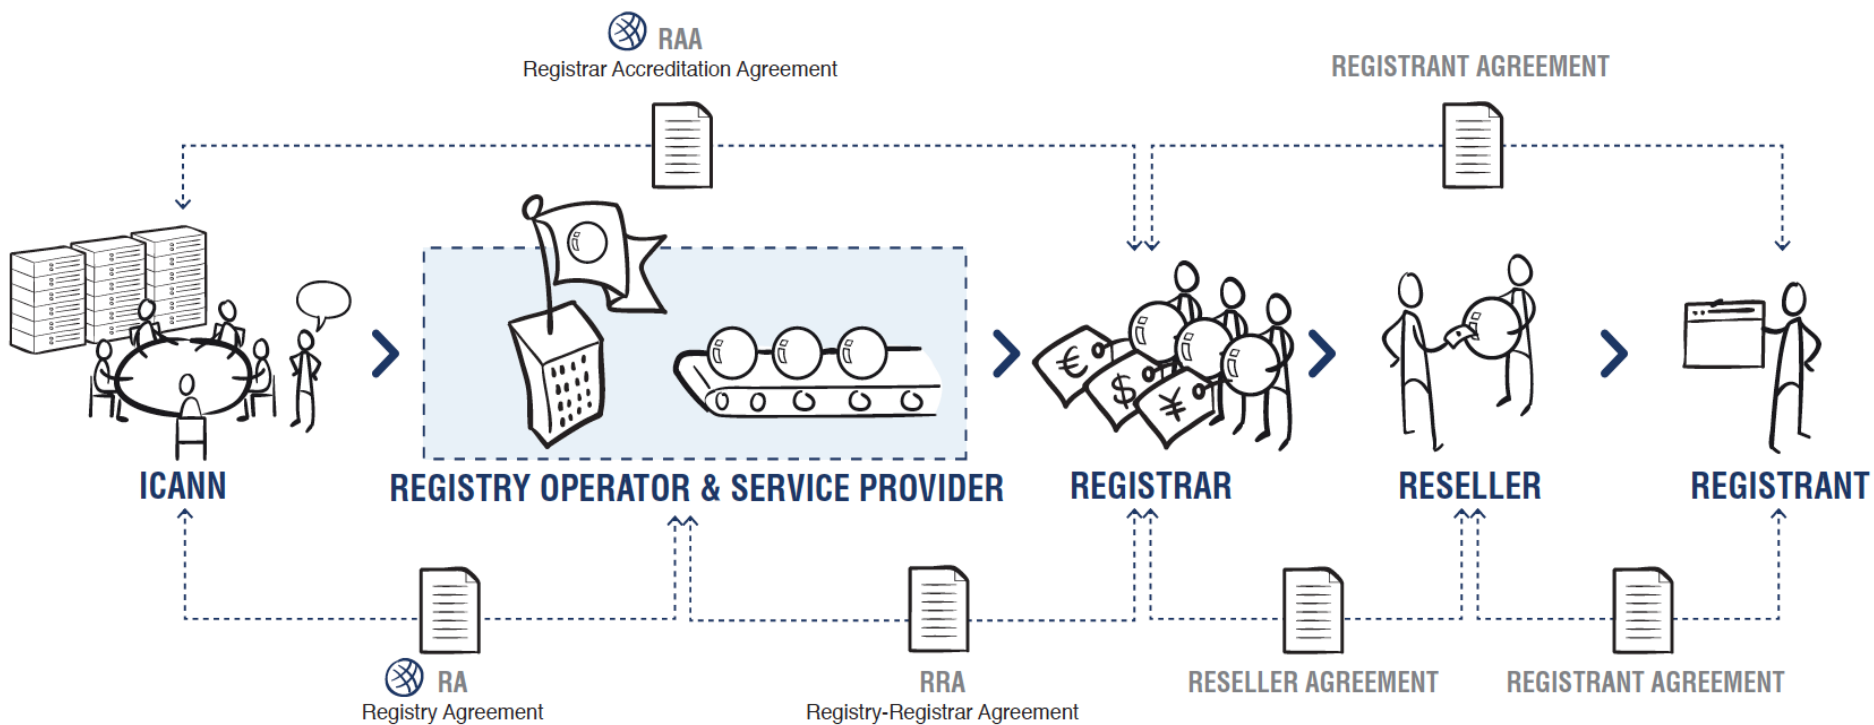 RAA
Registrar Accreditation Agreement
REGISTRANT AGREEMENT
€
$
¥
ICANN
REGISTRY OPERATOR & SERVICE PROVIDER
REGISTRAR
RESELLER
REGISTRANT
RA
Registry Agreement
RRA
Registry-Registrar Agreement
RESELLER AGREEMENT
REGISTRANT AGREEMENT